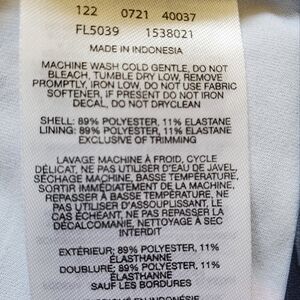 122 0721 40037
FL5039 1538021
MADE IN INDONESIA
MACHINE WASH COLD GENTLE, DO NOT
BLEACH, TUMBLE DRY LOW, REMOVE
PROMPTLY, IRON LOW, DO NOT USE FABRIC
SOFTENER, IF PRESENT DO NOT IRON
DECAL, DO NOT DRYCLEAN
SHELL: 89% POLYESTER, 11% ELASTANE
LINING: 89% POLYESTER, 11% ELASTANE
EXCLUSIVE OF TRIMMING
LAVAGE MACHINE À FROID, CYCLE
DÉLICAT, NE PAS UTILISER D'EAU DE JAVEL,
SÉCHAGE MACHINE, BASSE TEMPÉRATURE,
SORTIR IMMÉDIATEMENT DE LA MACHINE,
REPASSER À BASSE TEMPÉRATURE, NE
PAS UTILISER D'ASSOUPLISSANT, LE
CAS ÉCHÉANT, NE PAS REPASSER LA
DÉCALCOMANIE, NETTOYAGE À SEC
INTERDIT
EXTÉRIEUR: 89% POLYESTER, 11%
ÉLASTHANNE
DOUBLURE: 89% POLYESTER, 11%
ÉLASTHANNE
SAUF LES BORDURES
FABRIQUÉ EN INDONÉSIE